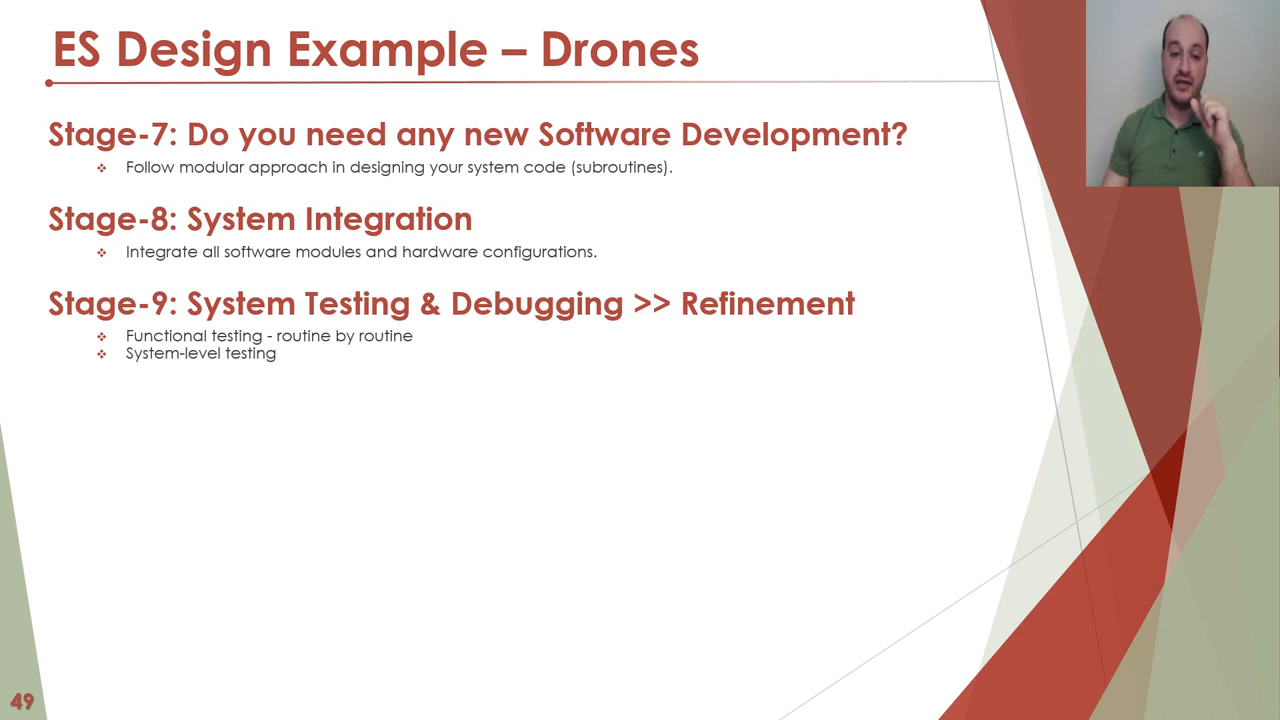 ES Design Example – Drones
Stage-7: Do you need any new Software Development?
Follow modular approach in designing your system code (subroutines).
Stage-8: System Integration
Integrate all software modules and hardware configurations.
Stage-9: System Testing & Debugging >> Refinement
Functional testing - routine by routine
System-level testing
49